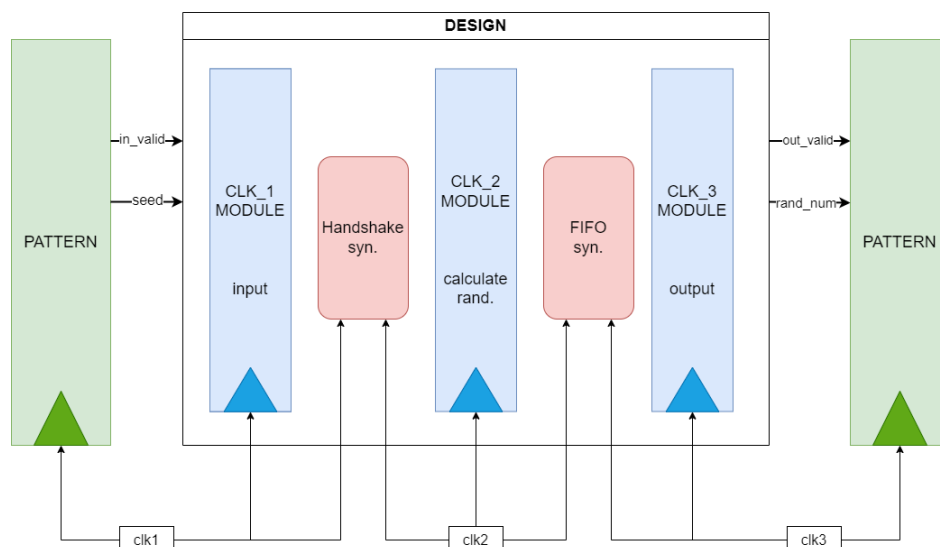 DESIGN
in_valid
seed
PATTERN
CLK_1
MODULE
input
Handshake
syn.
CLK_2
MODULE
calculate
rand.
FIFO
syn.
CLK_3
MODULE
output
out_valid
rand_num
PATTERN
clk1
clk2
clk3